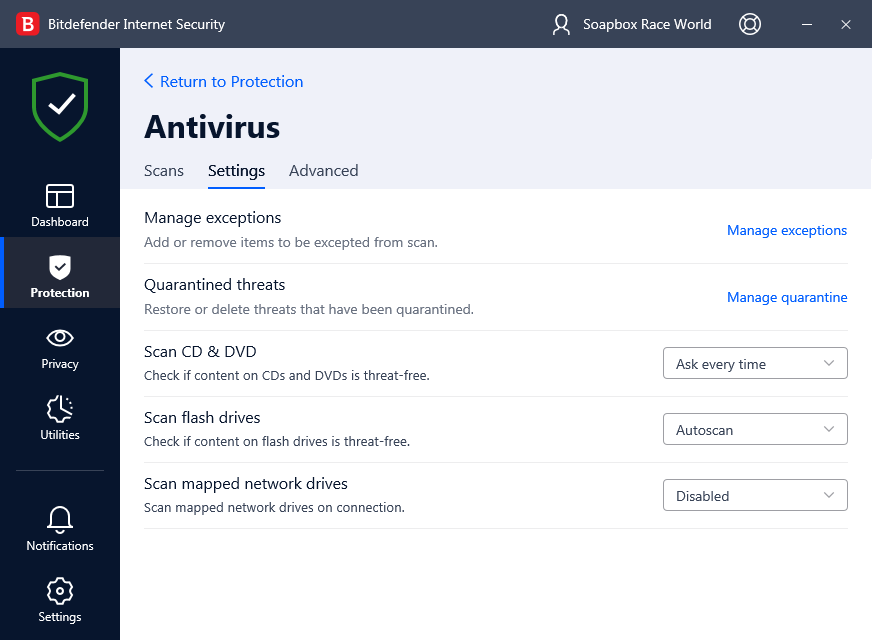 B Bitdefender Internet Security
Soapbox Race World
Return to Protection
Antivirus
Scans Settings Advanced
Dashboard
Protection
Privacy
Utilities
Notifications
Settings
Manage exceptions
Add or remove items to be excepted from scan.
Manage exceptions
Quarantined threats
Restore or delete threats that have been quarantined.
Manage quarantine
Scan CD & DVD
Check if content on CDs and DVDs is threat-free.
Ask every time
Scan flash drives
Check if content on flash drives is threat-free.
Autoscan
Scan mapped network drives
Scan mapped network drives on connection.
Disabled